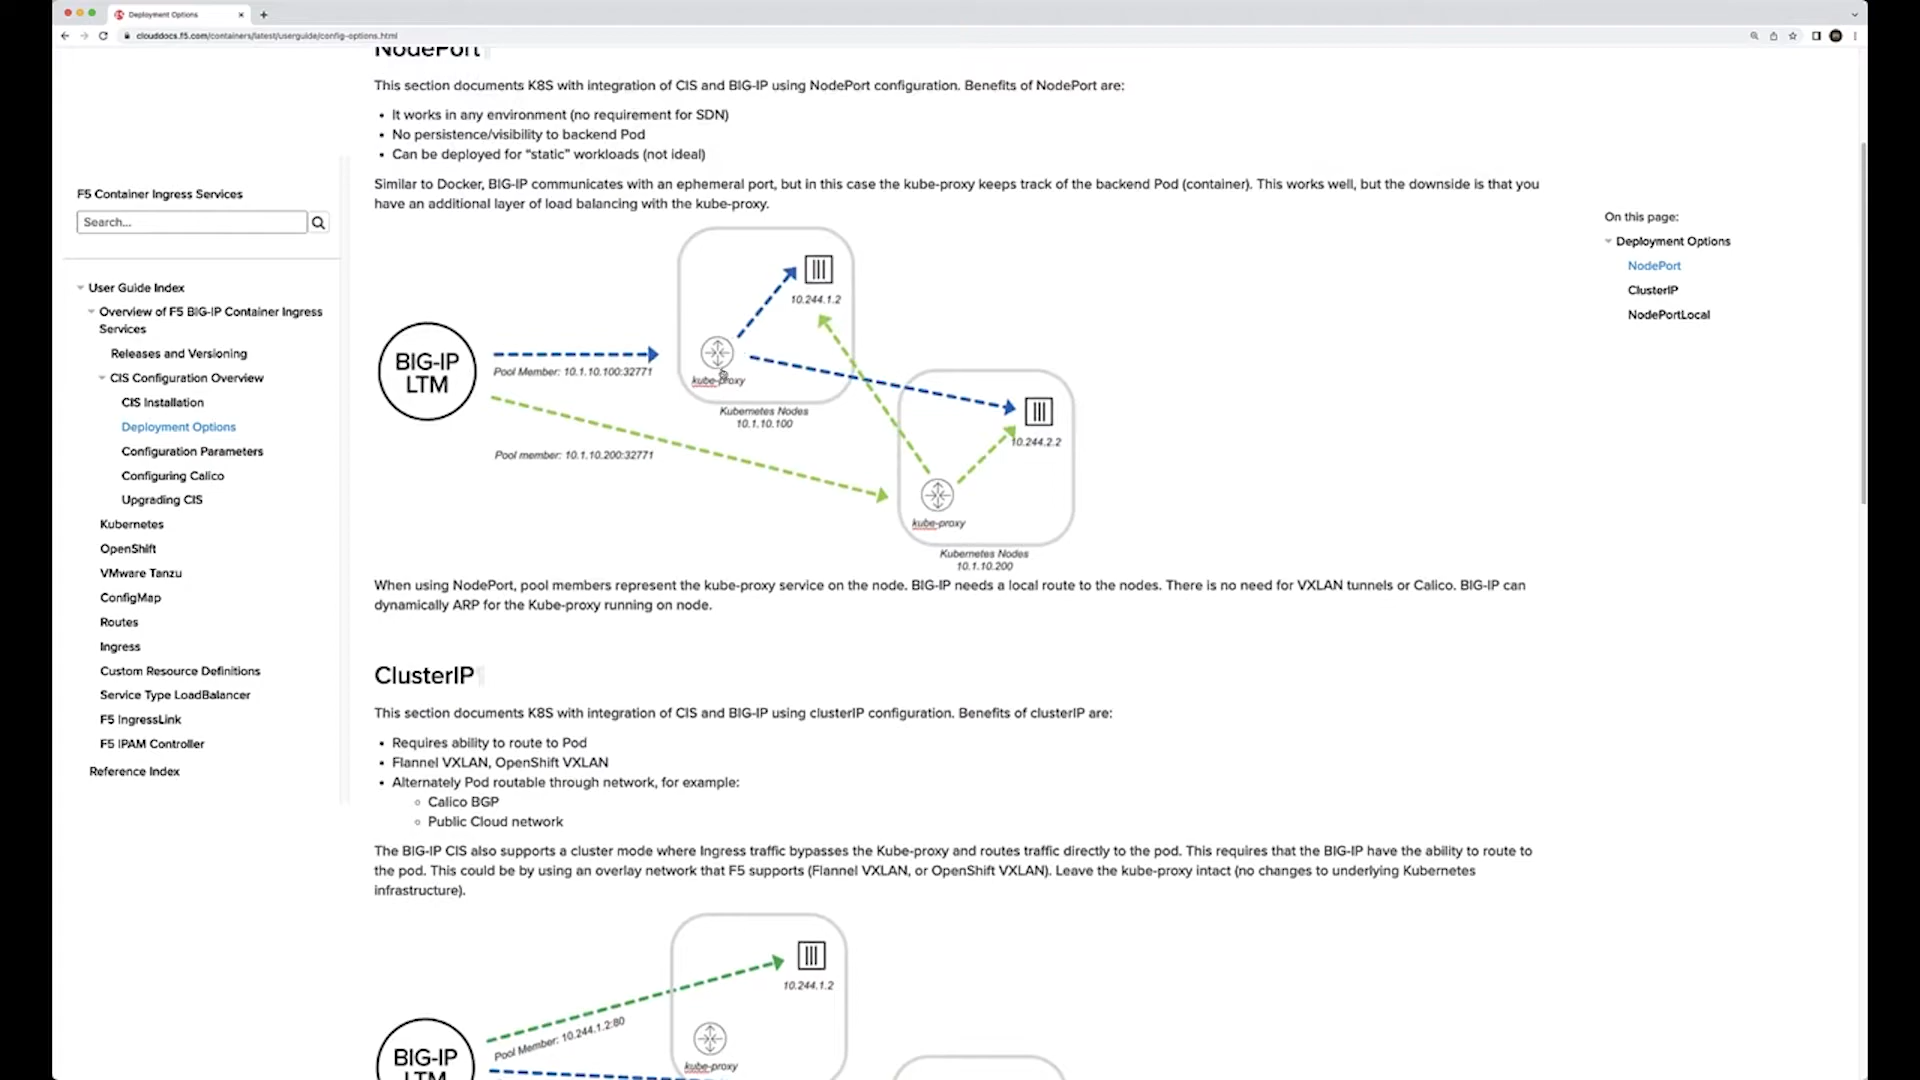 Deployment Options
clouddocs.f5.com/containers/latest/userguide/config-options.html
NodePort
This section documents K8S with integration of CIS and BIG-IP using NodePort configuration. Benefits of NodePort are:
It works in any environment (no requirement for SDN)
No persistence/visibility to backend Pod
Can be deployed for “static” workloads (not ideal)
Similar to Docker, BIG-IP communicates with an ephemeral port, but in this case the kube-proxy keeps track of the backend Pod (container). This works well, but the downside is that you
have an additional layer of load balancing with the kube-proxy.
F5 Container Ingress Services
Search...
User Guide Index
Overview of F5 BIG-IP Container Ingress
Services
Releases and Versioning
CIS Configuration Overview
CIS Installation
Deployment Options
Configuration Parameters
Configuring Calico
Upgrading CIS
Kubernetes
OpenShift
VMware Tanzu
ConfigMap
Routes
Ingress
Custom Resource Definitions
Service Type LoadBalancer
F5 IngressLink
F5 IPAM Controller
Reference Index
On this page:
Deployment Options
NodePort
ClusterIP
NodePortLocal
10.244.1.2
BIG-IP
LTM
Pool Member: 10.1.10.100:32771
kube-proxy
Kubernetes Nodes
10.1.10.100
10.244.2.2
Pool member: 10.1.10.200:32771
kube-proxy
Kubernetes Nodes
10.1.10.200
When using NodePort, pool members represent the kube-proxy service on the node. BIG-IP needs a local route to the nodes. There is no need for VXLAN tunnels or Calico. BIG-IP can
dynamically ARP for the Kube-proxy running on node.
ClusterIP
This section documents K8S with integration of CIS and BIG-IP using clusterIP configuration. Benefits of clusterIP are:
Requires ability to route to Pod
Flannel VXLAN, OpenShift VXLAN
Alternately Pod routable through network, for example:
Calico BGP
Public Cloud network
The BIG-IP CIS also supports a cluster mode where Ingress traffic bypasses the Kube-proxy and routes traffic directly to the pod. This requires that the BIG-IP have the ability to route to
the pod. This could be by using an overlay network that F5 supports (Flannel VXLAN, or OpenShift VXLAN). Leave the kube-proxy intact (no changes to underlying Kubernetes
infrastructure).
10.244.1.2
Pool Member: 10.244.1.2:80
BIG-IP
LTM
kube-proxy